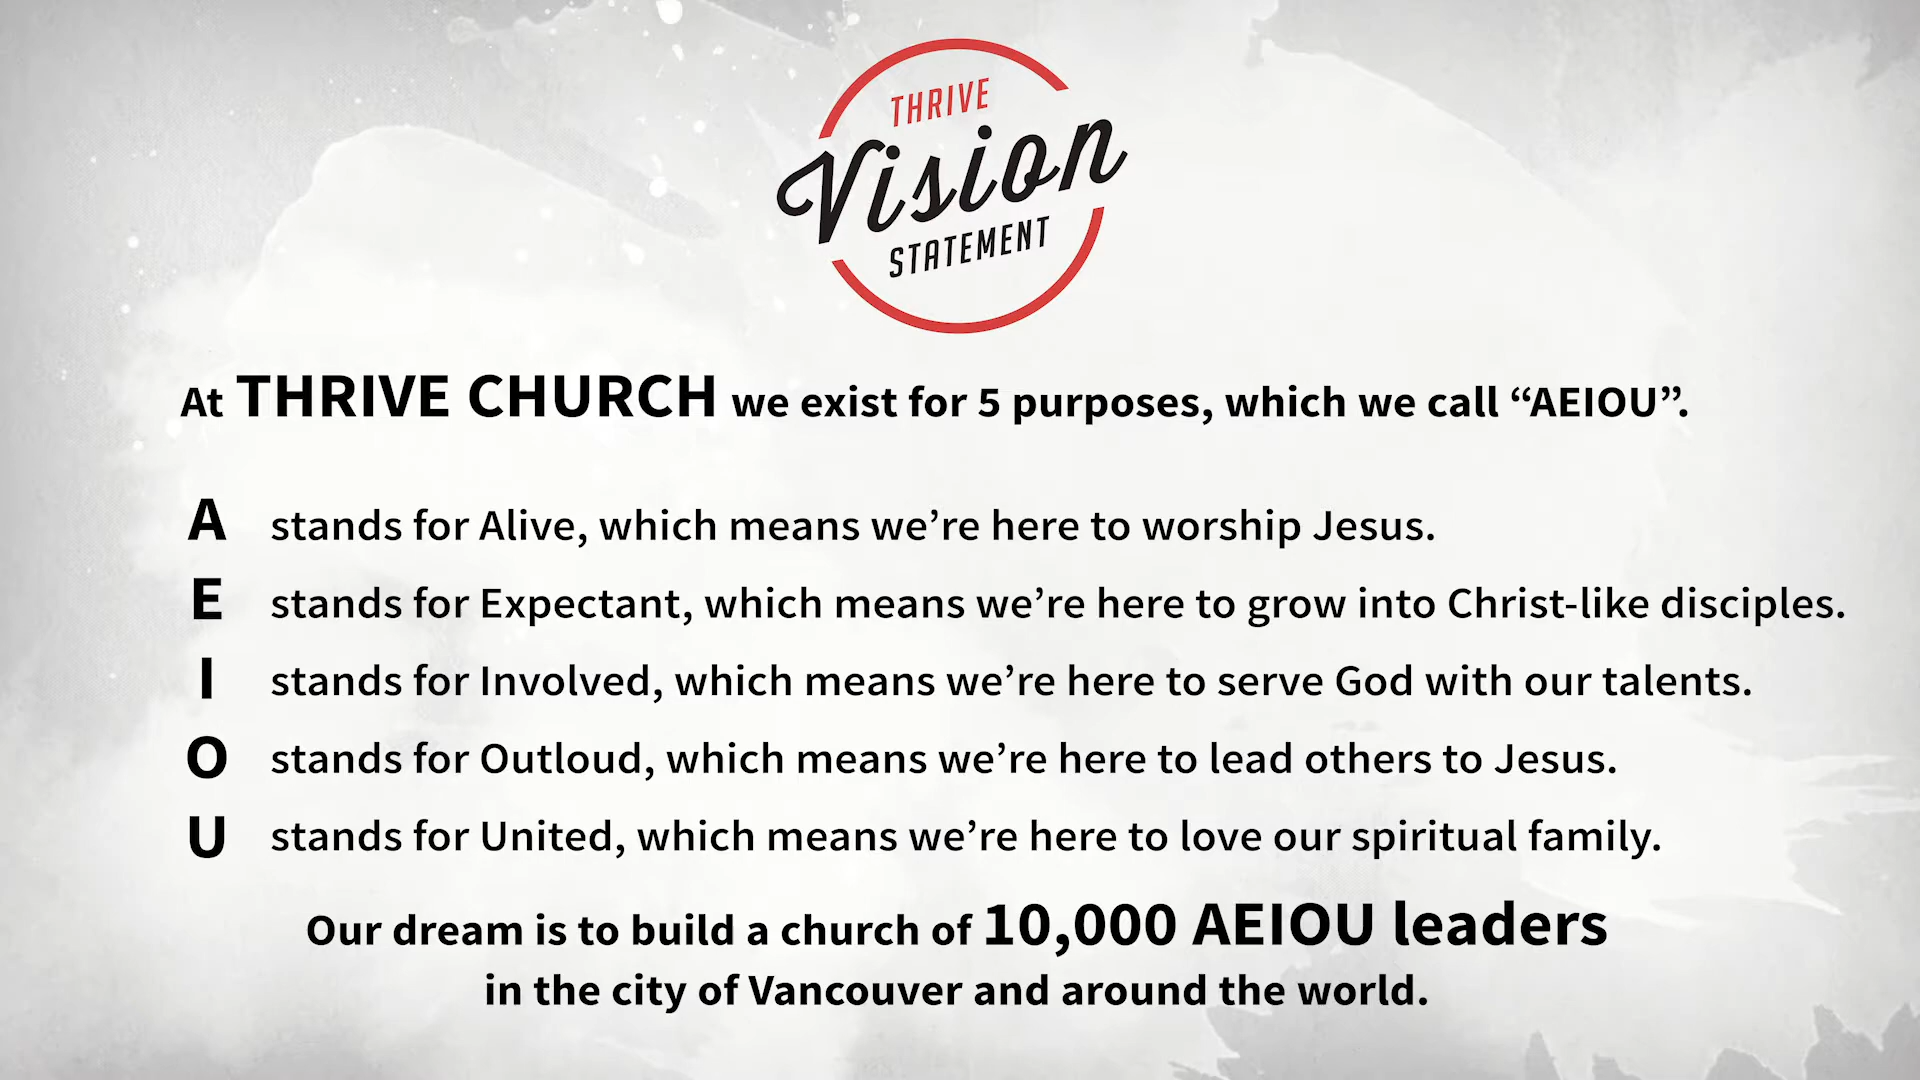 THRIVE
Vision
STATEMENT
At THRIVE CHURCH we exist for 5 purposes, which we call “AEIOU”.
A stands for Alive, which means we’re here to worship Jesus.
E stands for Expectant, which means we’re here to grow into Christ-like disciples.
I stands for Involved, which means we’re here to serve God with our talents.
O stands for Outloud, which means we’re here to lead others to Jesus.
U stands for United, which means we’re here to love our spiritual family.
Our dream is to build a church of 10,000 AEIOU leaders
in the city of Vancouver and around the world.